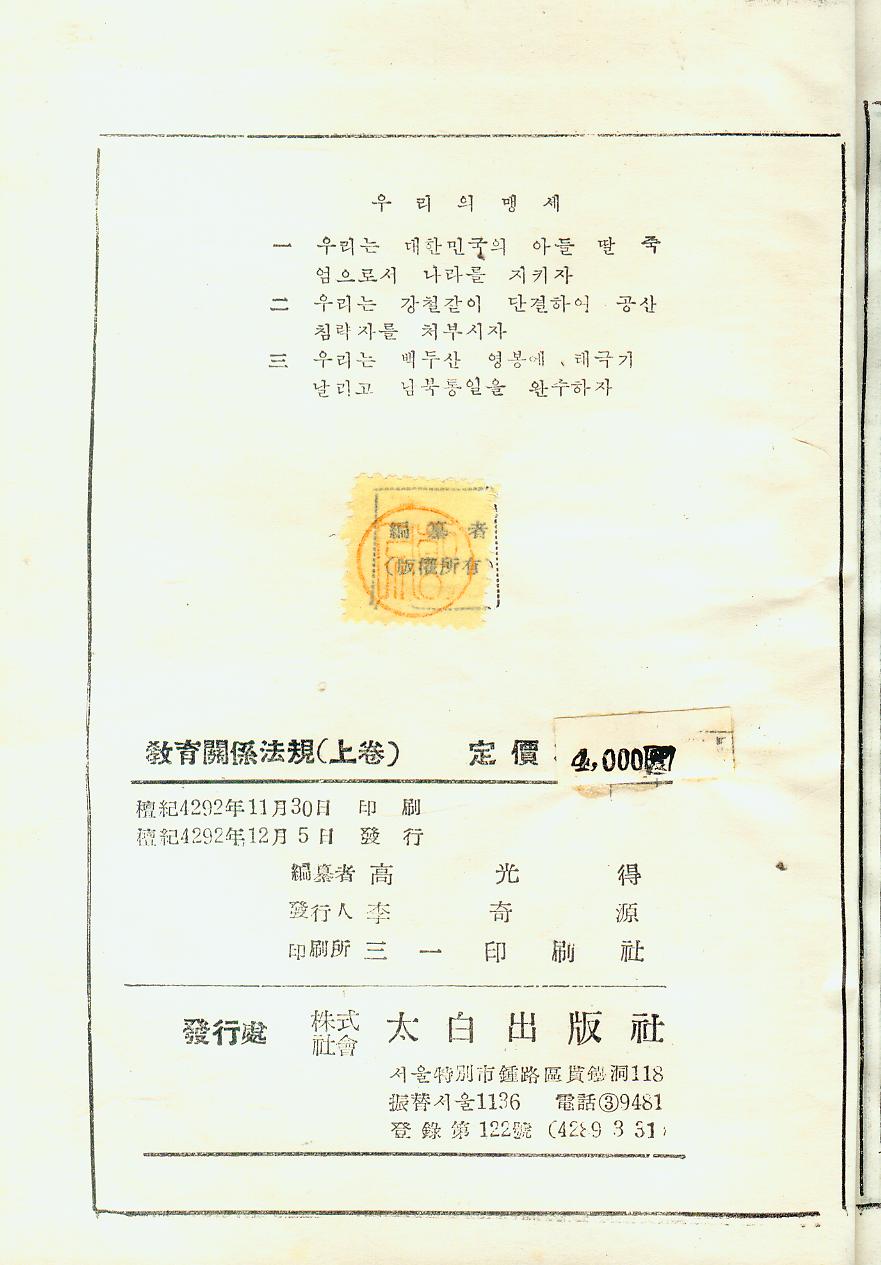 우리의 맹세
一 우리는 대한민국의 아들 딸 죽
엄으로서 나라를 지키자
二 우리는 강철같이 단결하여 공산
침략자를 처부시자
三 우리는 백두산 영봉에 태극기
날리고 남북통일을 완수하자
編纂者
(版權所有)
敎育關係法規(上卷) 定價 4,000
檀紀4292年11月30日 印刷
檀紀4292年12月5日 發行
編纂者 高光得
發行人 李奇源
印刷所 三一印刷社
發行處 株式會社 太白出版社
서울特別市鍾路區貫鐵洞118
振替서울1136 電話③9481
登錄第122號 (4289 3 31)